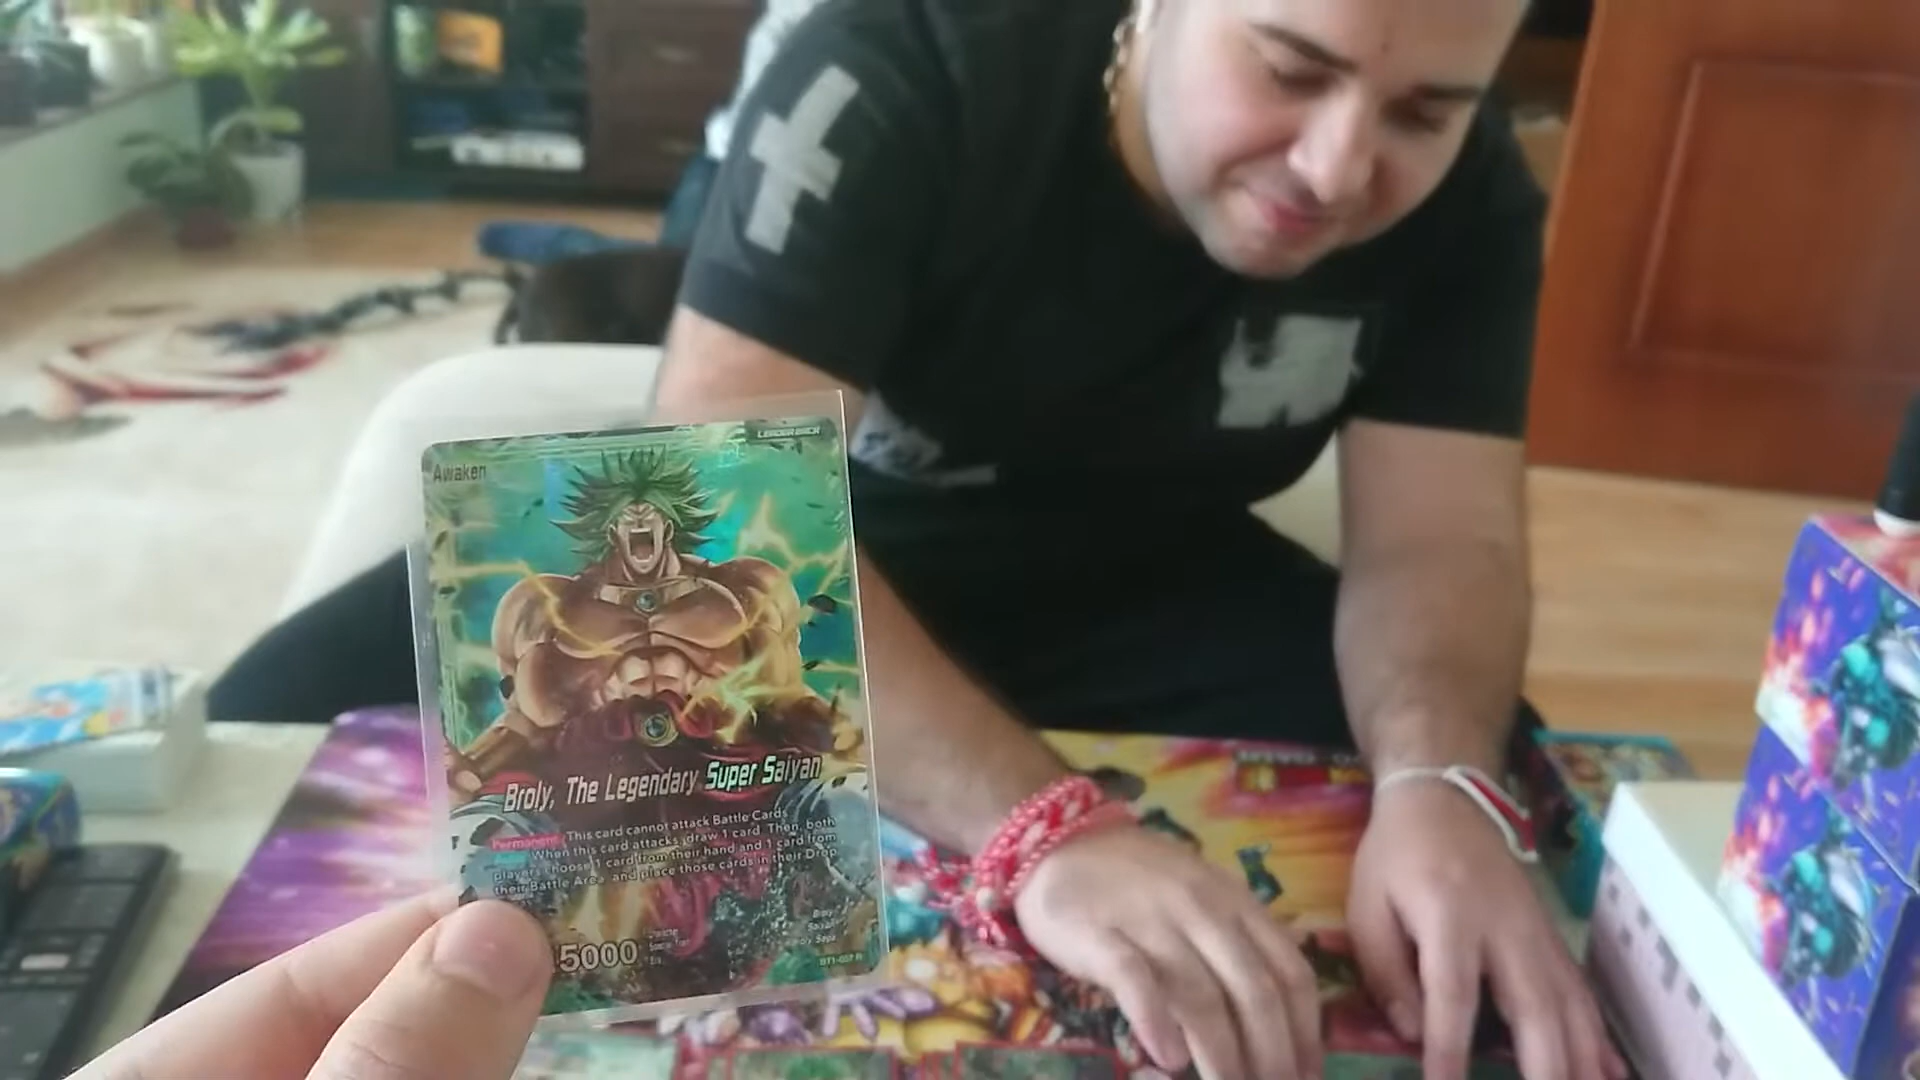 LEADER BACK
Awaken
Broly, The Legendary Super Saiyan
Permanent This card cannot attack Battle Cards
When this card attacks, draw 1 card. Then, both
players choose 1 card from their hand and 1 card from
their Battle Area, and place those cards in their Drop
5000
Broly
Saiyan
BT1-057 R